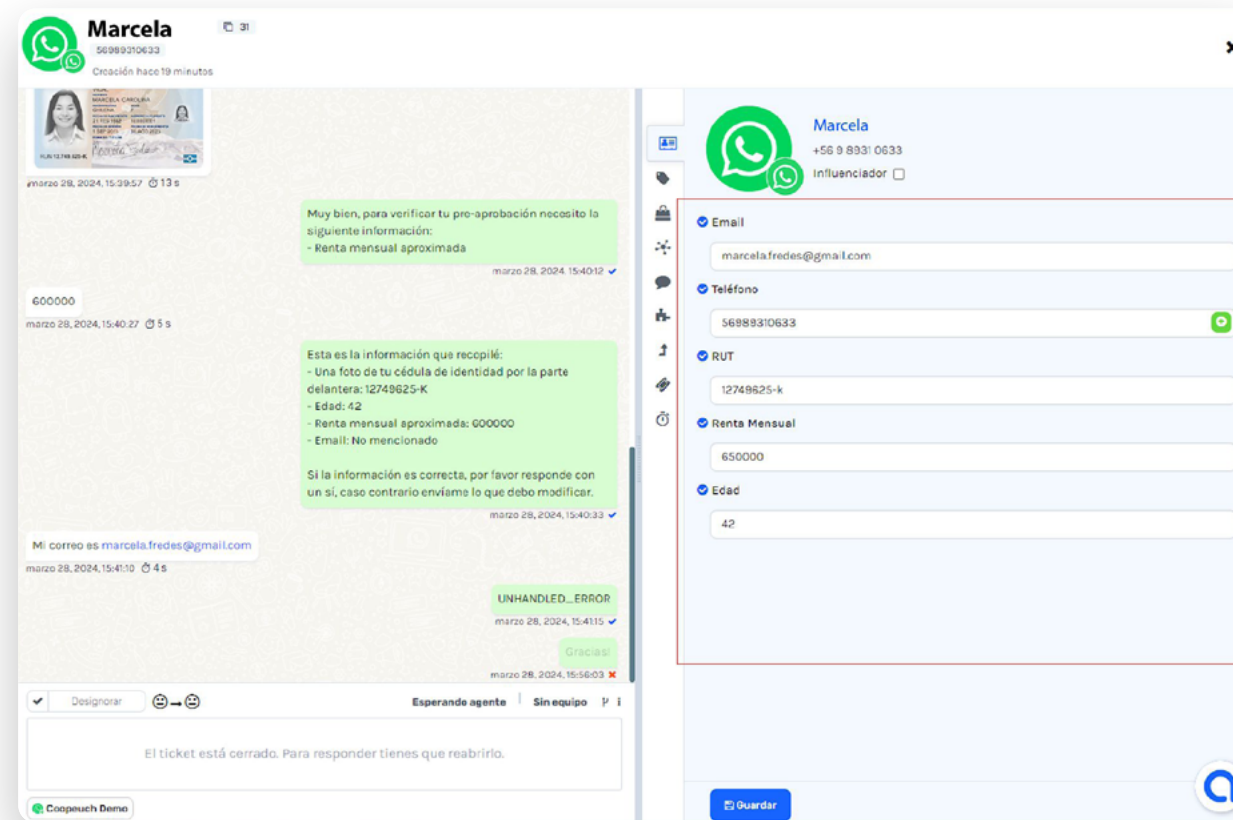 Marcela
31
56989310633
Creación hace 19 minutos
MARCELA CAROLINA
RUN 12.749.625-K
marzo 28, 2024, 15:39:57 13 s
Muy bien, para verificar tu pre-aprobación necesito la
siguiente información:
- Renta mensual aproximada
marzo 28, 2024, 15:40:12
600000
marzo 28, 2024, 15:40:27 5 s
Esta es la información que recopilé:
- Una foto de tu cédula de identidad por la parte
delantera: 12749625-K
- Edad: 42
- Renta mensual aproximada: 600000
- Email: No mencionado
Si la información es correcta, por favor responde con
un sí, caso contrario envíame lo que debo modificar.
marzo 28, 2024, 15:40:33
Mi correo es marcela.fredes@gmail.com
marzo 28, 2024, 15:41:10 4 s
UNHANDLED_ERROR
marzo 28, 2024, 15:41:15
Gracias!
marzo 28, 2024, 15:56:03
Designorar
Esperando agente
Sin equipo
El ticket está cerrado. Para responder tienes que reabrirlo.
Coopeuch Demo
Marcela
+56 9 8931 0633
Influenciador
Email
marcela.fredes@gmail.com
Teléfono
56989310633
RUT
12749625-k
Renta Mensual
650000
Edad
42
Guardar